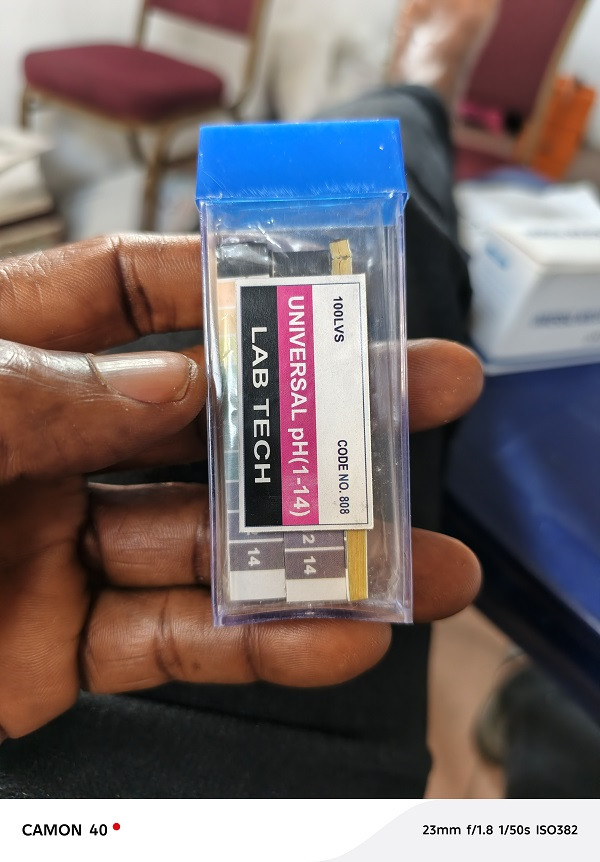 100LVS CODE NO. 808
UNIVERSAL pH(1-14)
LAB TECH
2
14
14
CAMON 40
23mm f/1.8 1/50s ISO382